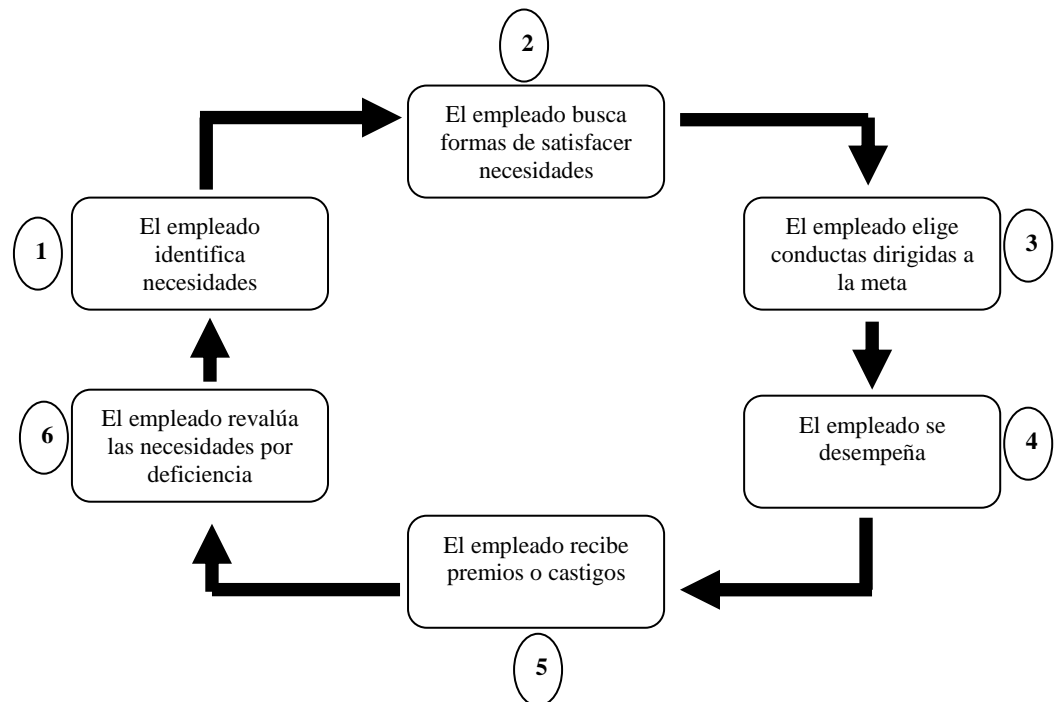 1
El empleado
identifica
necesidades
2
El empleado busca
formas de satisfacer
necesidades
3
El empleado elige
conductas dirigidas a
la meta
4
El empleado se
desempeña
5
El empleado recibe
premios o castigos
6
El empleado revalúa
las necesidades por
deficiencia